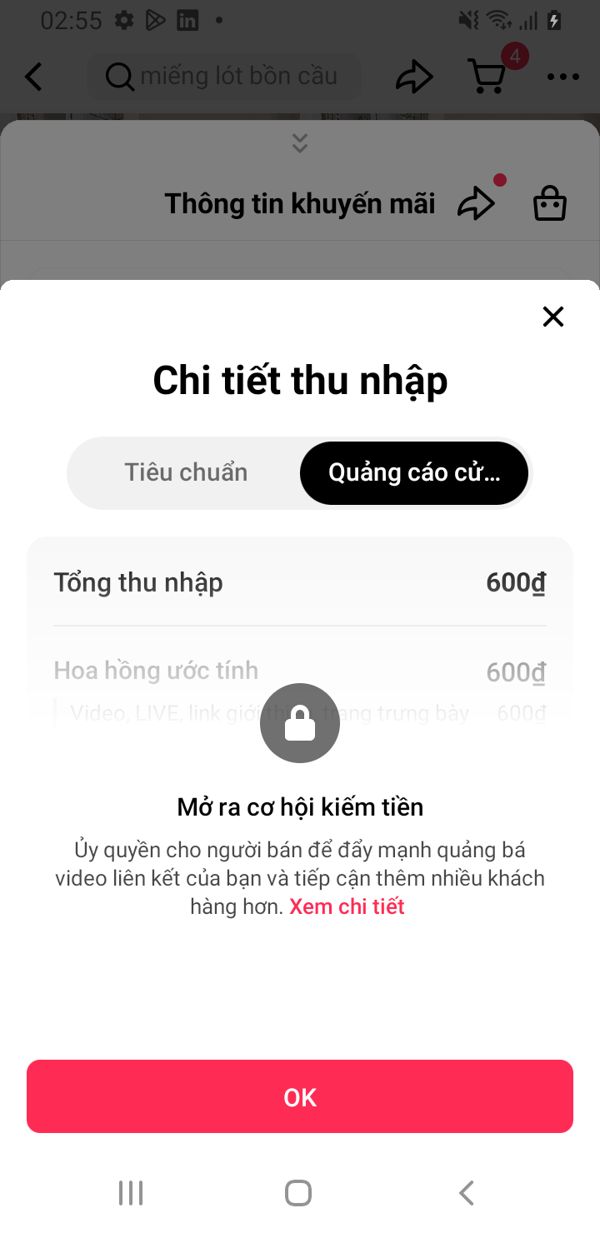 02:55
miếng lót bồn cầu
4
Thông tin khuyến mãi
Chi tiết thu nhập
Tiêu chuẩn
Quảng cáo cử...
Tổng thu nhập 600₫
Hoa hồng ước tính 600₫
Video, LIVE, link giới trang trưng bày 600₫
Mở ra cơ hội kiếm tiền
Ủy quyền cho người bán để đẩy mạnh quảng bá
video liên kết của bạn và tiếp cận thêm nhiều khách
hàng hơn. Xem chi tiết
OK